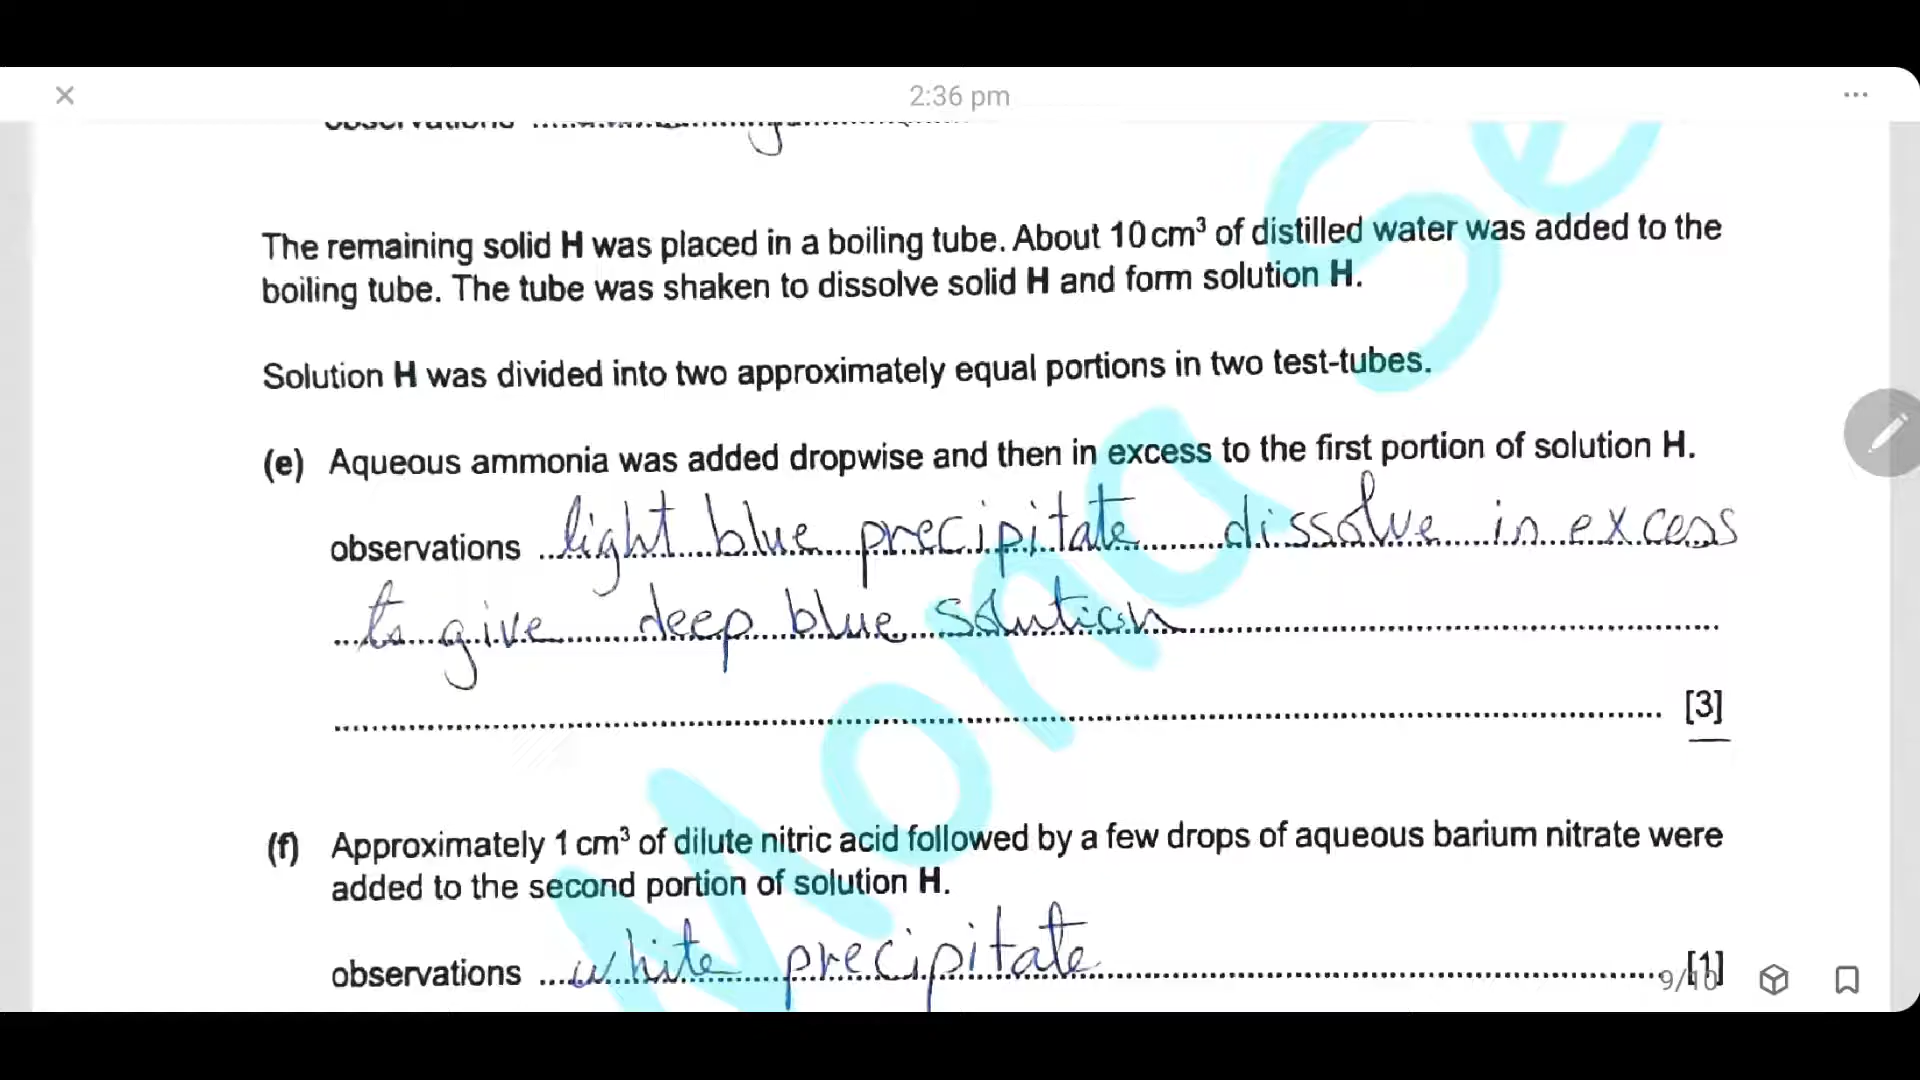 2:36 pm
observations
The remaining solid H was placed in a boiling tube. About 10 cm³ of distilled water was added to the
boiling tube. The tube was shaken to dissolve solid H and form solution H.
Solution H was divided into two approximately equal portions in two test-tubes.
(e) Aqueous ammonia was added dropwise and then in excess to the first portion of solution H.
observations light blue precipitate dissolve in excess
to give deep blue solution
[3]
(f) Approximately 1 cm³ of dilute nitric acid followed by a few drops of aqueous barium nitrate were
added to the second portion of solution H.
observations white precipitate [1]
9/10
Mona Se